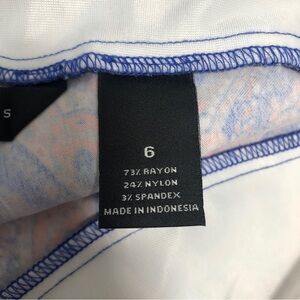 S
6
73% RAYON
24% NYLON
3% SPANDEX
MADE IN INDONESIA